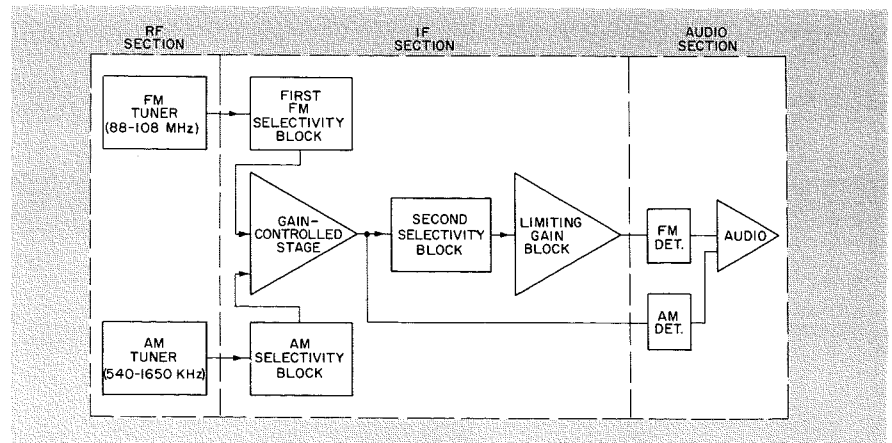 RF
SECTION
IF
SECTION
AUDIO
SECTION
FM
TUNER
(88-108 MHz)
FIRST
FM
SELECTIVITY
BLOCK
GAIN-
CONTROLLED
STAGE
SECOND
SELECTIVITY
BLOCK
LIMITING
GAIN
BLOCK
FM
DET.
AUDIO
AM
DET.
AM
TUNER
(540-1650 KHz)
AM
SELECTIVITY
BLOCK